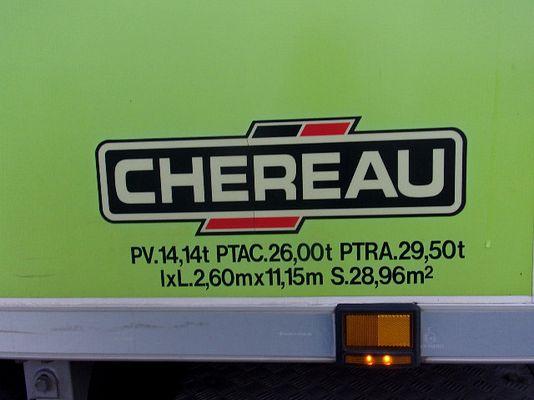 CHEREAU
PV.14,14t PTAC.26,00t PTRA.29,50t
lxL.2,60mx11,15m S.28,96m²